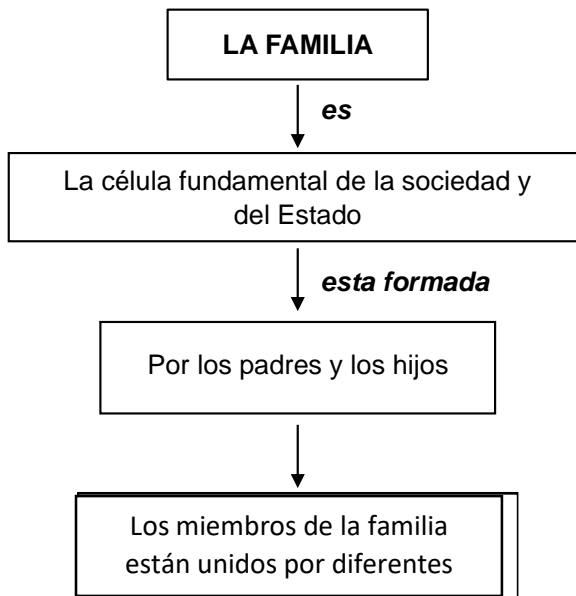 LA FAMILIA
es
La célula fundamental de la sociedad y
del Estado
esta formada
Por los padres y los hijos
Los miembros de la familia
están unidos por diferentes